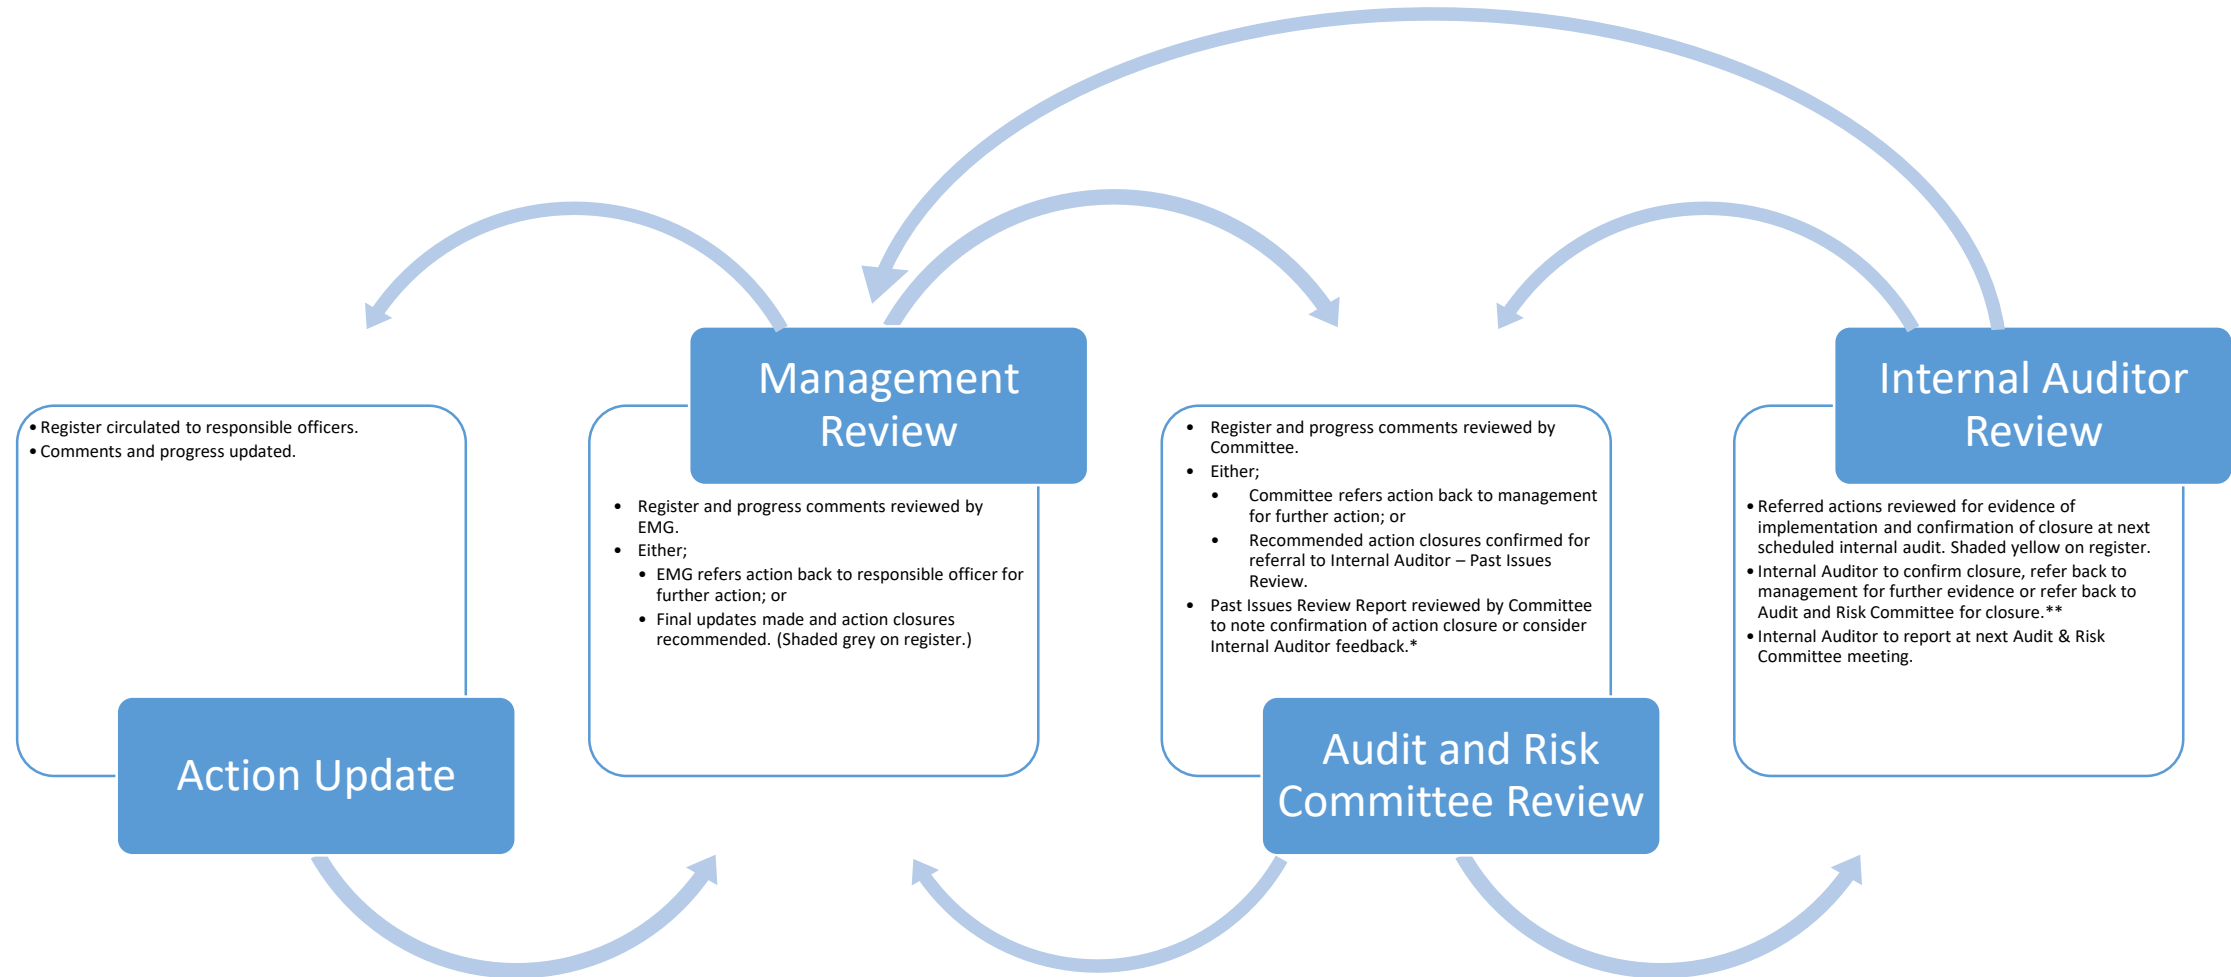 • Register circulated to responsible officers.
• Comments and progress updated.
Action Update
Management
Review
• Register and progress comments reviewed by
EMG.
• Either;
• EMG refers action back to responsible officer for
further action; or
• Final updates made and action closures
recommended. (Shaded grey on register.)
• Register and progress comments reviewed by
Committee.
• Either;
• Committee refers action back to management
for further action; or
• Recommended action closures confirmed for
referral to Internal Auditor – Past Issues
Review.
• Past Issues Review Report reviewed by Committee
to note confirmation of action closure or consider
Internal Auditor feedback.*
Audit and Risk
Committee Review
Internal Auditor
Review
• Referred actions reviewed for evidence of
implementation and confirmation of closure at next
scheduled internal audit. Shaded yellow on register.
• Internal Auditor to confirm closure, refer back to
management for further evidence or refer back to
Audit and Risk Committee for closure.**
• Internal Auditor to report at next Audit & Risk
Committee meeting.